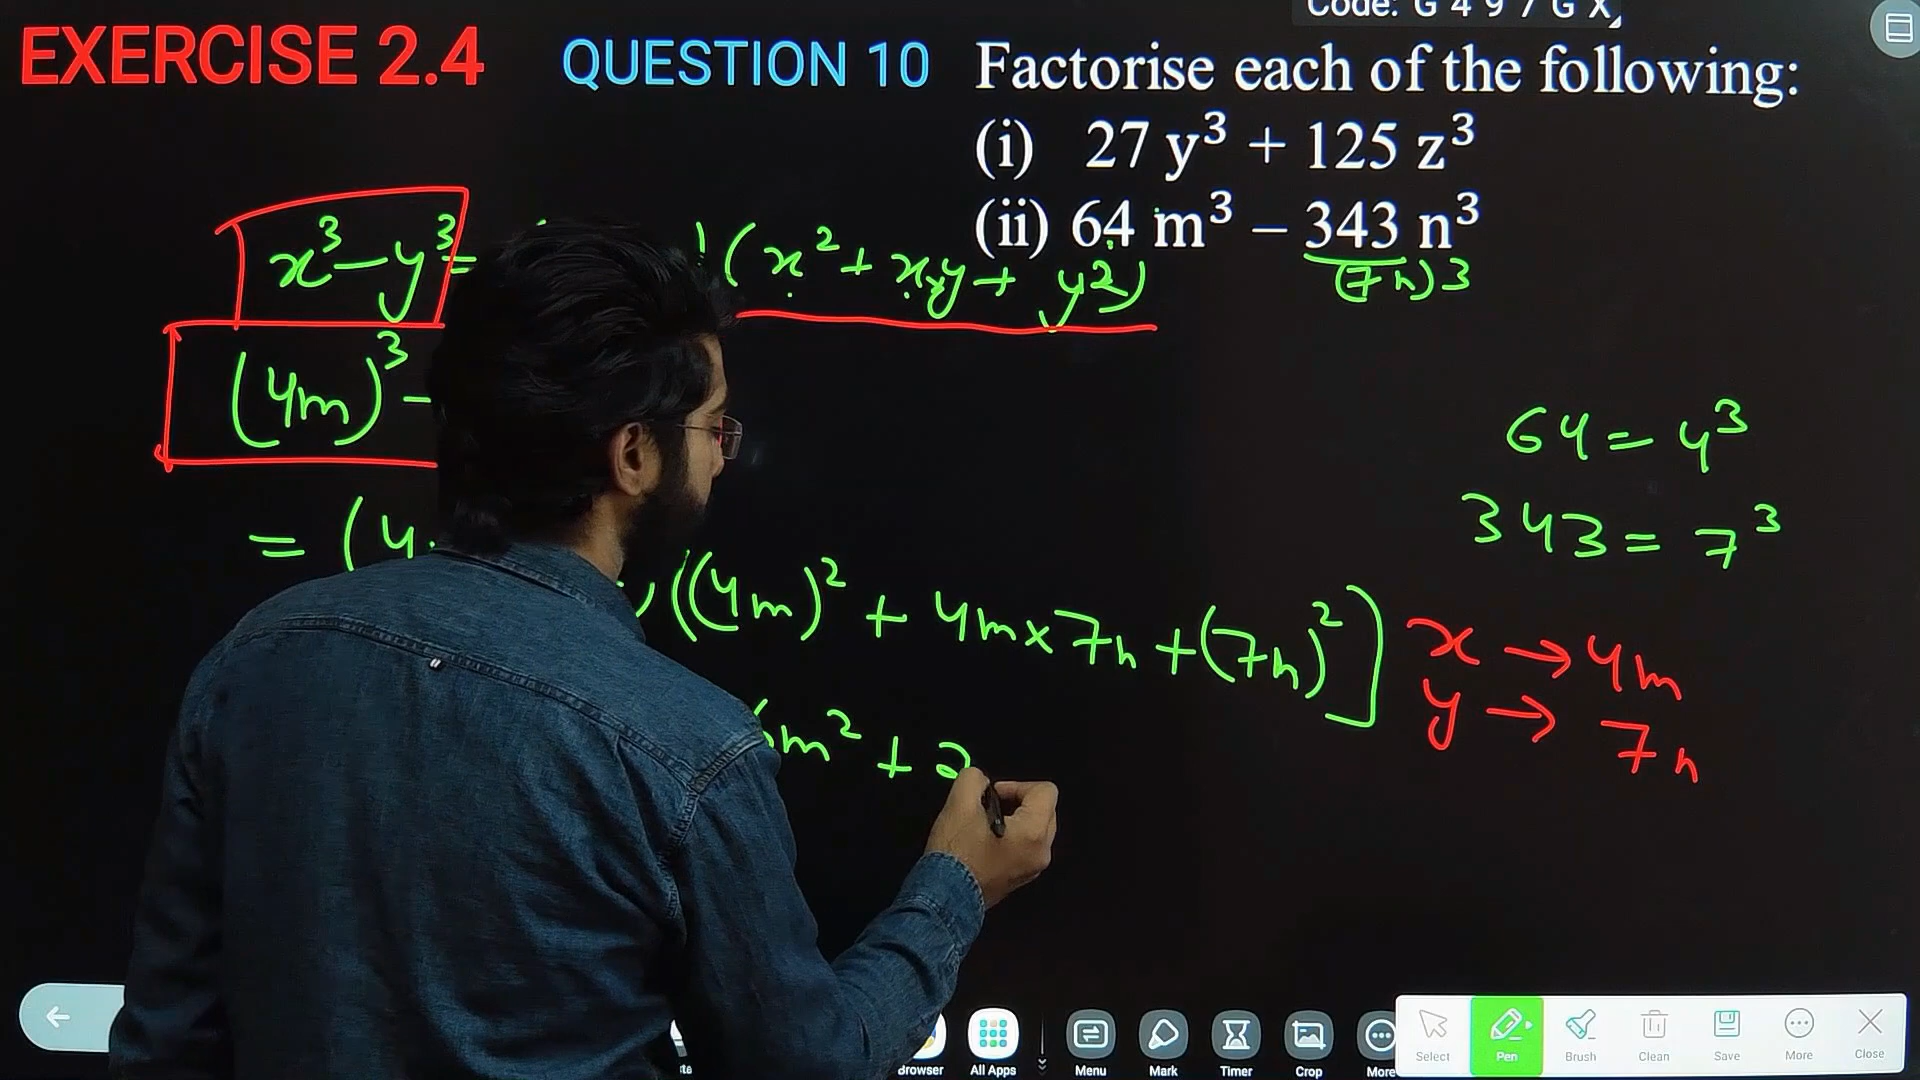 Code: G 4 9 7 G X
EXERCISE 2.4 QUESTION 10 Factorise each of the following:
(i) 27 y³ + 125 z³
(ii) 64 m³ – 343 n³
(7n)3
x³ – y³ = (x² + xy + y²)
(4m)³ –
64 = 4³
343 = 7³
= (4
((4m)² + 4m × 7n + (7n)²]
x → 4m
y → 7n
m² + 2
Browser All Apps Menu Mark Timer Crop More
Select Pen Brush Clean Save More Close